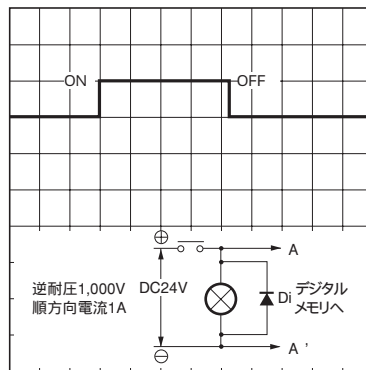 ON
OFF
⊕
A
逆耐圧1,000V
順方向電流1A
DC24V
Di
デジタル
メモリへ
⊖
A'